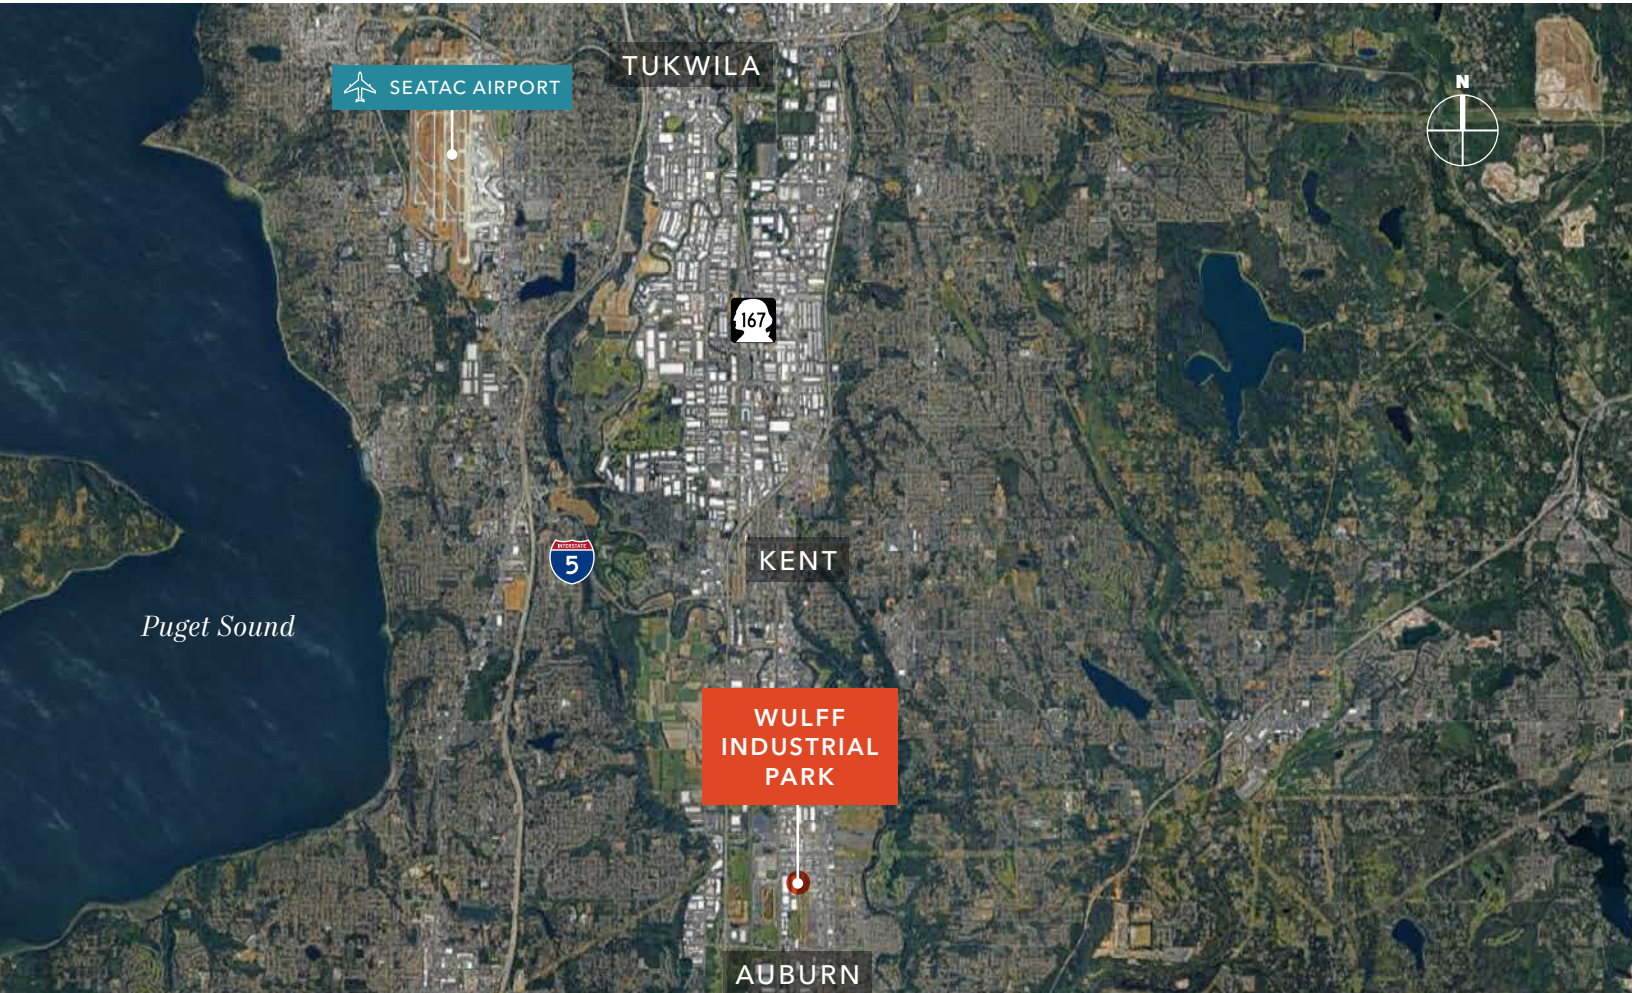 TUKWILA
SEATAC AIRPORT
N
167
KENT
INTERSTATE
5
Puget Sound
WULFF
INDUSTRIAL
PARK
AUBURN